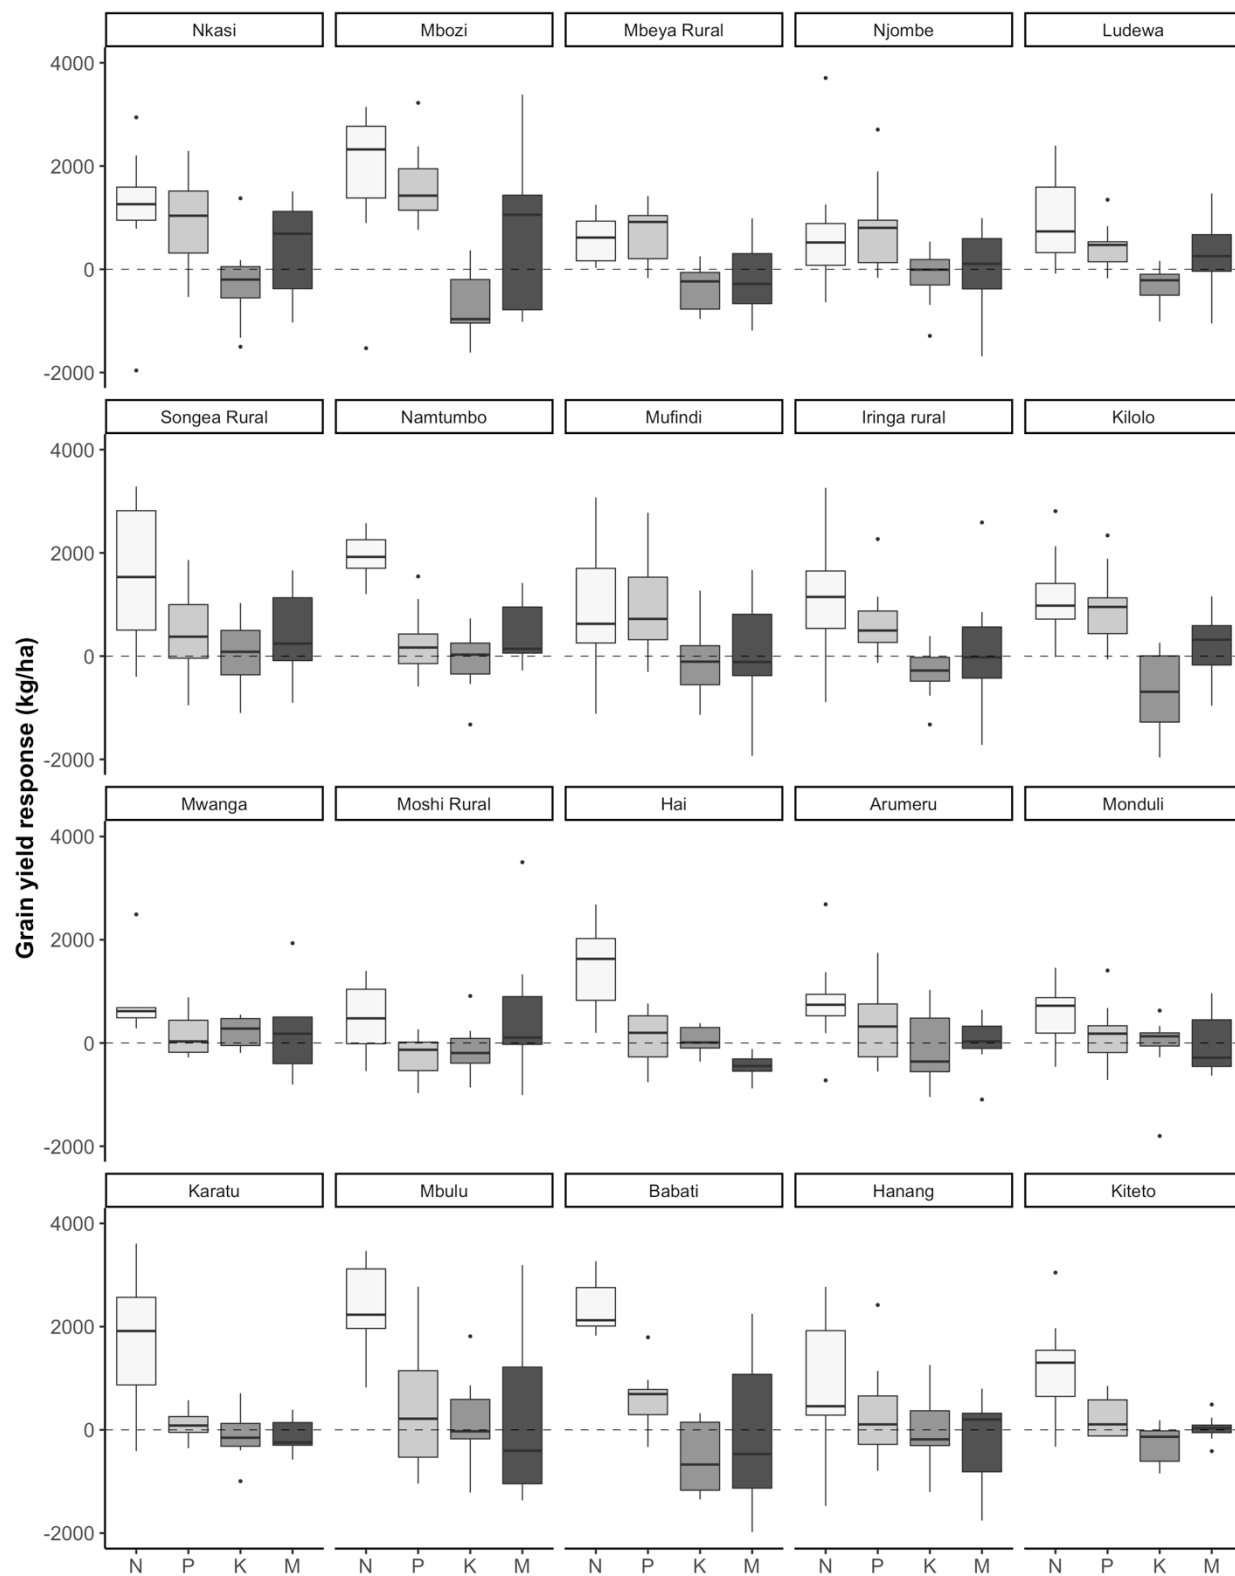 Nkasi Mbozi Mbeya Rural Njombe Ludewa
4000
2000
0
-2000
Songea Rural Namtumbo Mufindi Iringa rural Kilolo
4000
2000
0
-2000
Grain yield response (kg/ha)
Mwanga Moshi Rural Hai Arumeru Monduli
4000
2000
0
-2000
Karatu Mbulu Babati Hanang Kiteto
4000
2000
0
-2000
N P K M N P K M N P K M N P K M N P K M